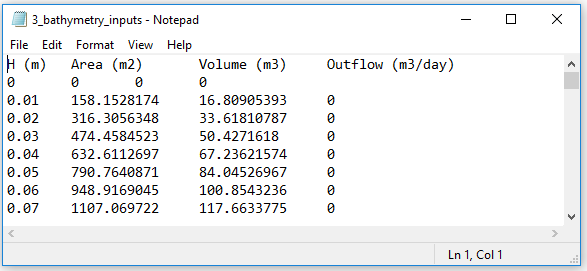 3_bathymetry_inputs - Notepad
File Edit Format View Help
H (m) Area (m2) Volume (m3) Outflow (m3/day)
0 0 0 0
0.01 158.1528174 16.80905393 0
0.02 316.3056348 33.61810787 0
0.03 474.4584523 50.4271618 0
0.04 632.6112697 67.23621574 0
0.05 790.7640871 84.04526967 0
0.06 948.9169045 100.8543236 0
0.07 1107.069722 117.6633775 0
Ln 1, Col 1